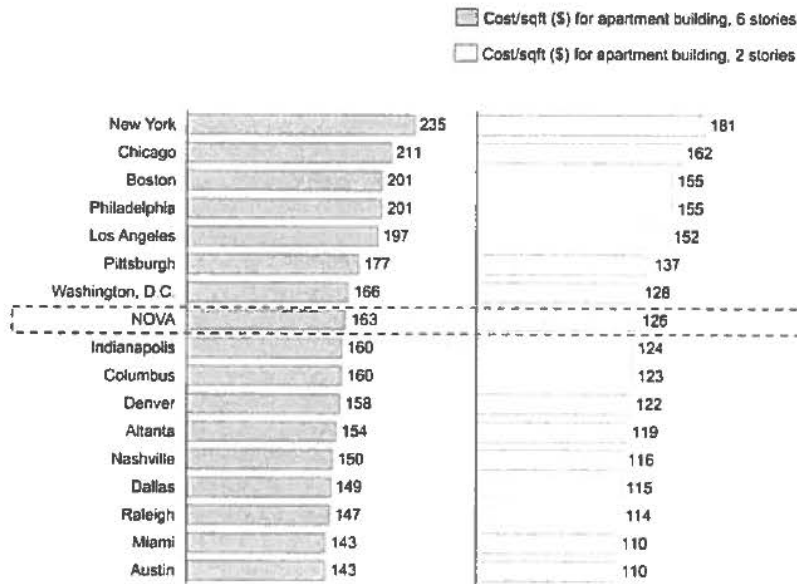 Cost/sqft ($) for apartment building, 6 stories
Cost/sqft ($) for apartment building, 2 stories
New York 235 181
Chicago 211 162
Boston 201 155
Philadelphia 201 155
Los Angeles 197 152
Pittsburgh 177 137
Washington, D.C. 166 128
NOVA 163 126
Indianapolis 160 124
Columbus 160 123
Denver 158 122
Altanta 154 119
Nashville 150 116
Dallas 149 115
Raleigh 147 114
Miami 143 110
Austin 143 110